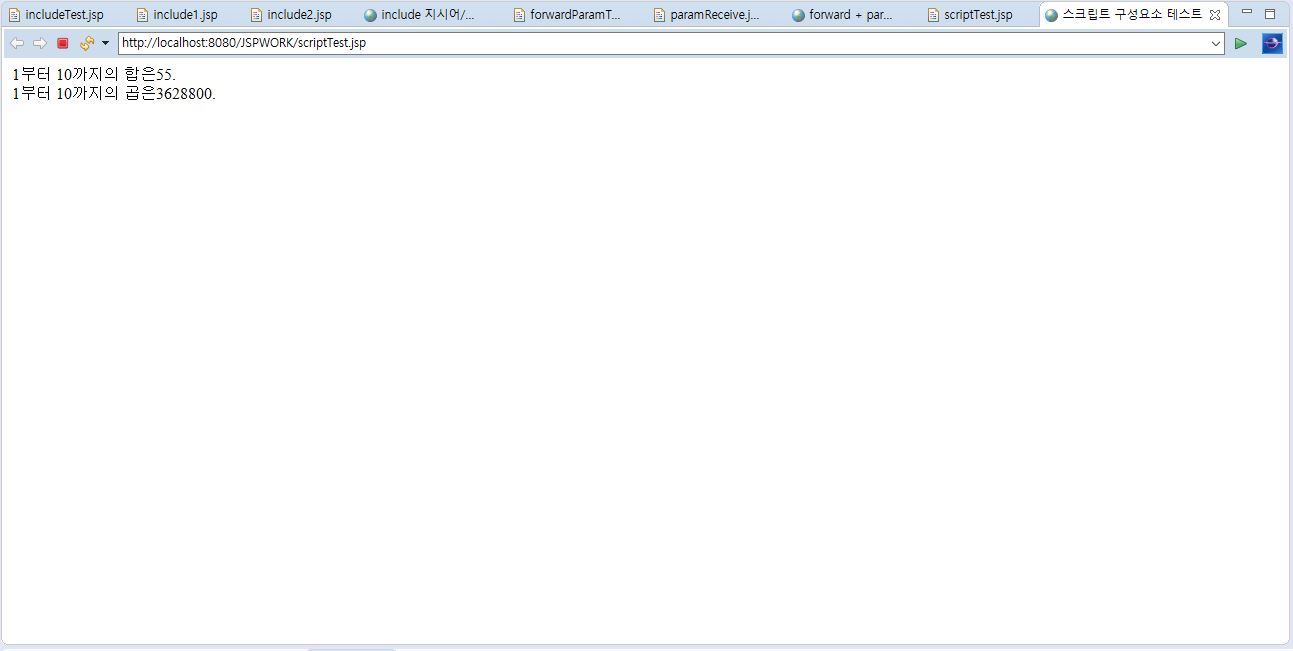 includeTest.jsp include1.jsp include2.jsp include 지시어/... forwardParamT... paramReceive.j... forward + par... scriptTest.jsp 스크립트 구성요소 테스트
http://localhost:8080/JSPWORK/scriptTest.jsp
1부터 10까지의 합은55.
1부터 10까지의 곱은3628800.